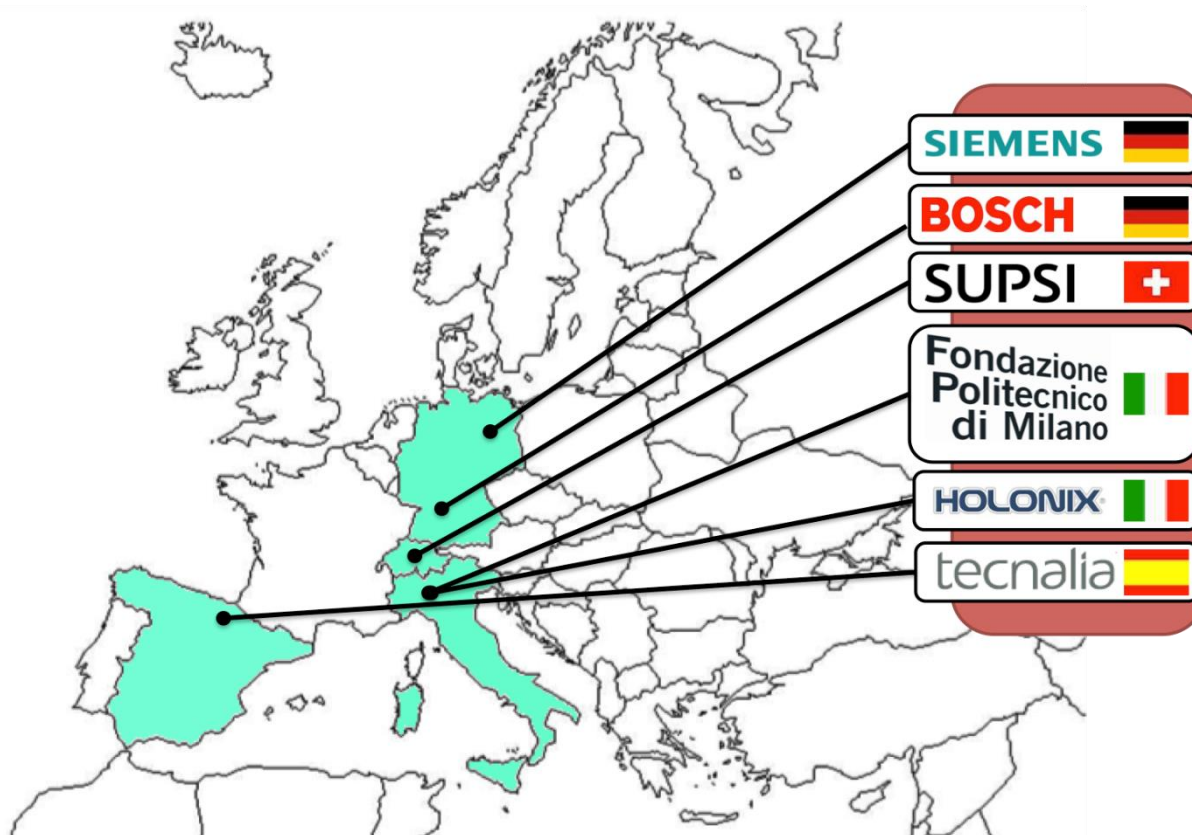 SIEMENS
BOSCH
SUPSI
Fondazione
Politecnico
di Milano
HOLONIX
tecnalia